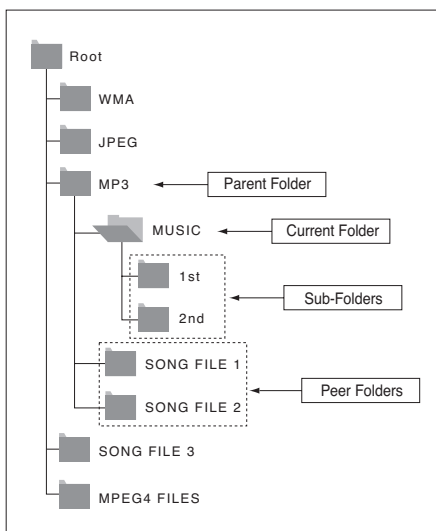 Root
WMA
JPEG
MP3
Parent Folder
MUSIC
Current Folder
1st
Sub-Folders
2nd
SONG FILE 1
Peer Folders
SONG FILE 2
SONG FILE 3
MPEG4 FILES